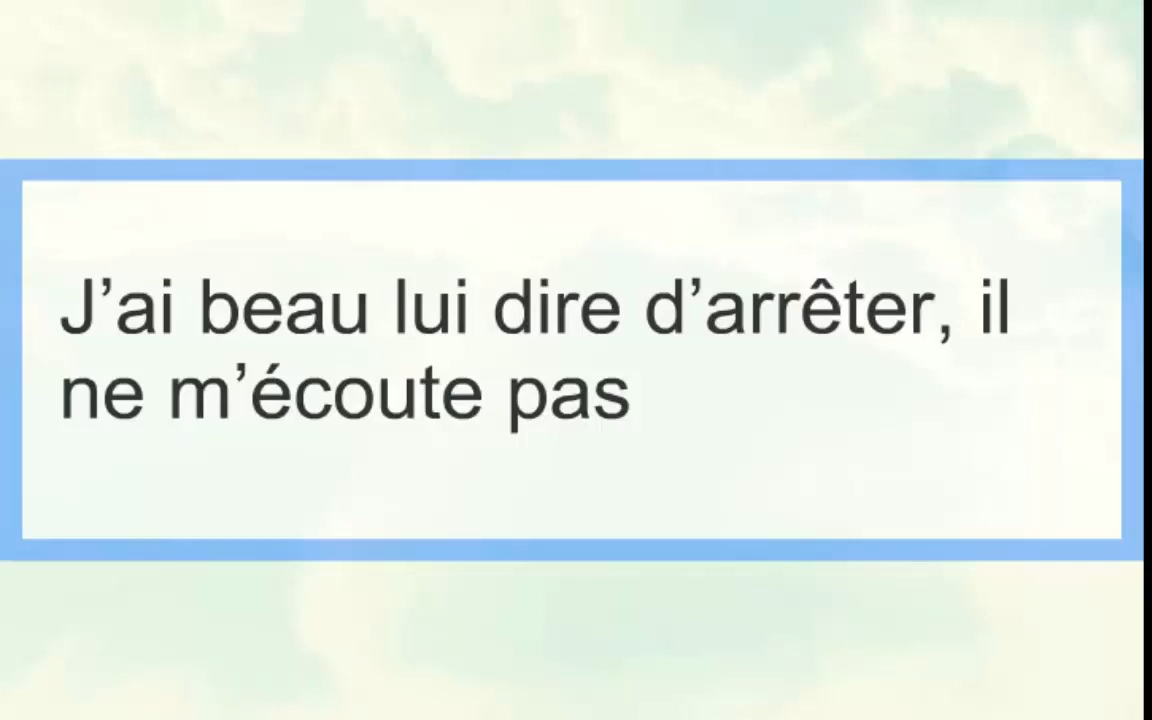 J’ai beau lui dire d’arrêter, il
ne m’écoute pas